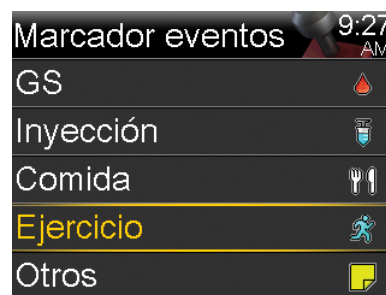 Marcador eventos 9:27
AM
GS
Inyección
Comida
Ejercicio
Otros